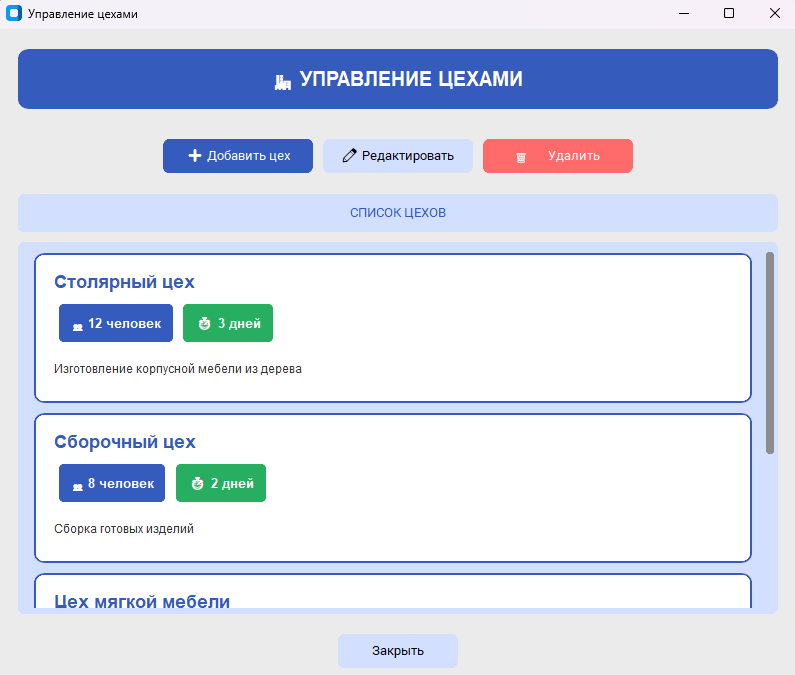 Управление цехами
УПРАВЛЕНИЕ ЦЕХАМИ
Добавить цех
Редактировать
Удалить
СПИСОК ЦЕХОВ
Столярный цех
12 человек
3 дней
Изготовление корпусной мебели из дерева
Сборочный цех
8 человек
2 дней
Сборка готовых изделий
Цех мягкой мебели
Закрыть